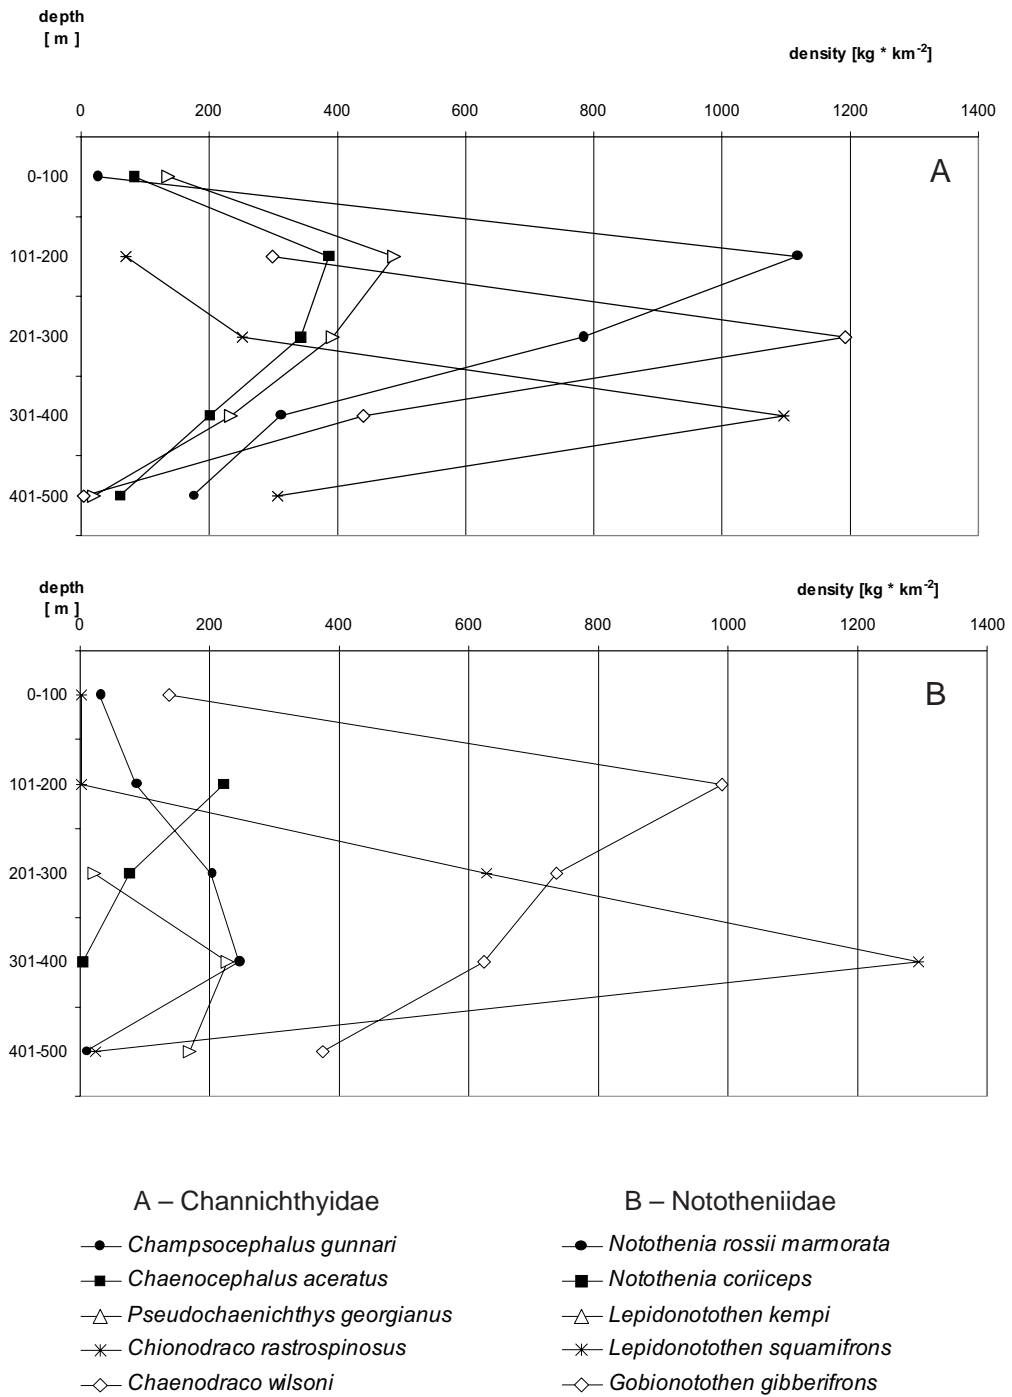 depth
[ m ]
density [kg * km-2]
0 200 400 600 800 1000 1200 1400
A
0-100
101-200
201-300
301-400
401-500
depth
[ m ]
density [kg * km-2]
0 200 400 600 800 1000 1200 1400
B
0-100
101-200
201-300
301-400
401-500
A – Channichthyidae
Champsocephalus gunnari
Chaenocephalus aceratus
Pseudochaenichthys georgianus
Chionodraco rastrospinosus
Chaenodraco wilsoni
B – Nototheniidae
Notothenia rossii marmorata
Notothenia coriiceps
Lepidonotothen kempi
Lepidonotothen squamifrons
Gobionotothen gibberifrons